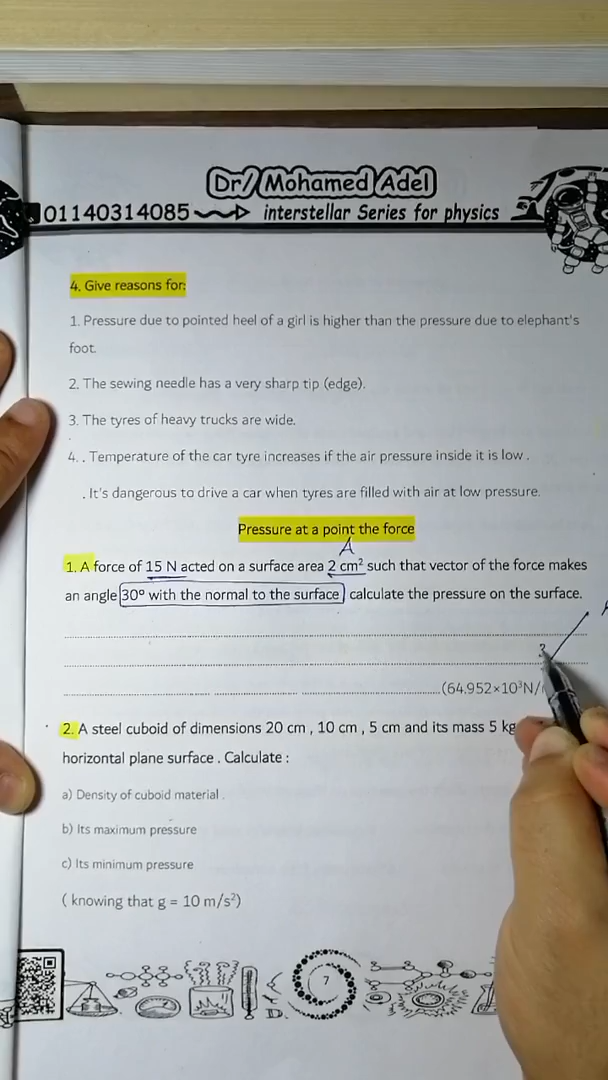 Dr/ Mohamed Adel
01140314085 interstellar Series for physics
4. Give reasons for:
1. Pressure due to pointed heel of a girl is higher than the pressure due to elephant's
foot.
2. The sewing needle has a very sharp tip (edge).
3. The tyres of heavy trucks are wide.
4. . Temperature of the car tyre increases if the air pressure inside it is low .
. It's dangerous to drive a car when tyres are filled with air at low pressure.
Pressure at a point the force
A
1. A force of 15 N acted on a surface area 2 cm² such that vector of the force makes
an angle 30° with the normal to the surface calculate the pressure on the surface.
3
(64.952×10³N/
2. A steel cuboid of dimensions 20 cm , 10 cm , 5 cm and its mass 5 kg
horizontal plane surface . Calculate :
a) Density of cuboid material .
b) Its maximum pressure
c) Its minimum pressure
( knowing that g = 10 m/s²)
7